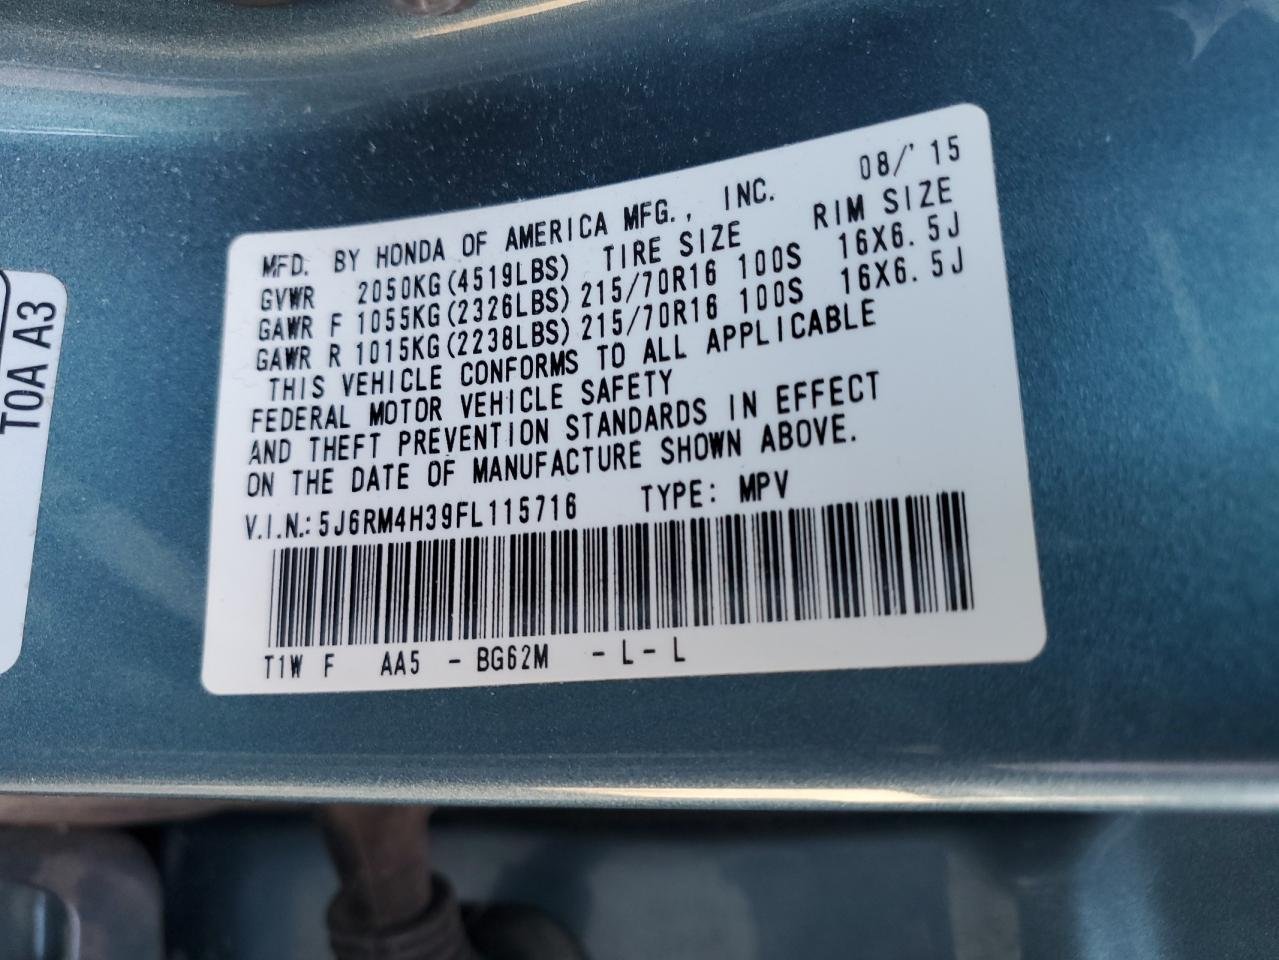 MFD. BY HONDA OF AMERICA MFG., INC. 08/'15
GVWR 2050KG(4519LBS) TIRE SIZE RIM SIZE
GAWR F 1055KG(2326LBS) 215/70R16 100S 16X6.5J
GAWR R 1015KG(2238LBS) 215/70R16 100S 16X6.5J
THIS VEHICLE CONFORMS TO ALL APPLICABLE
FEDERAL MOTOR VEHICLE SAFETY
AND THEFT PREVENTION STANDARDS IN EFFECT
ON THE DATE OF MANUFACTURE SHOWN ABOVE.
V.I.N.: 5J6RM4H39FL115716 TYPE: MPV
T1W F AA5 - BG62M - L - L
T0A A3